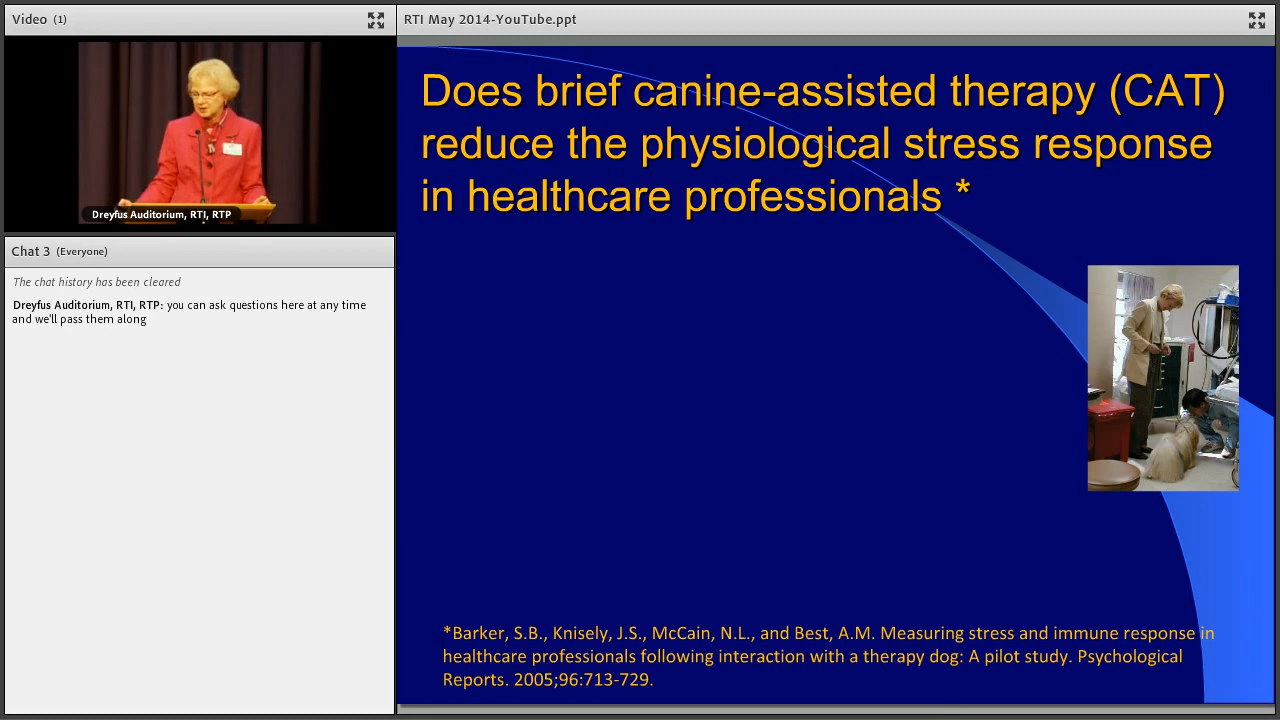 Video (1)
RTI May 2014-YouTube.ppt
Dreyfus Auditorium, RTI, RTP
Chat 3 (Everyone)
The chat history has been cleared
Dreyfus Auditorium, RTI, RTP: you can ask questions here at any time
and we'll pass them along
Does brief canine-assisted therapy (CAT)
reduce the physiological stress response
in healthcare professionals *
*Barker, S.B., Knisely, J.S., McCain, N.L., and Best, A.M. Measuring stress and immune response in
healthcare professionals following interaction with a therapy dog: A pilot study. Psychological
Reports. 2005;96:713-729.